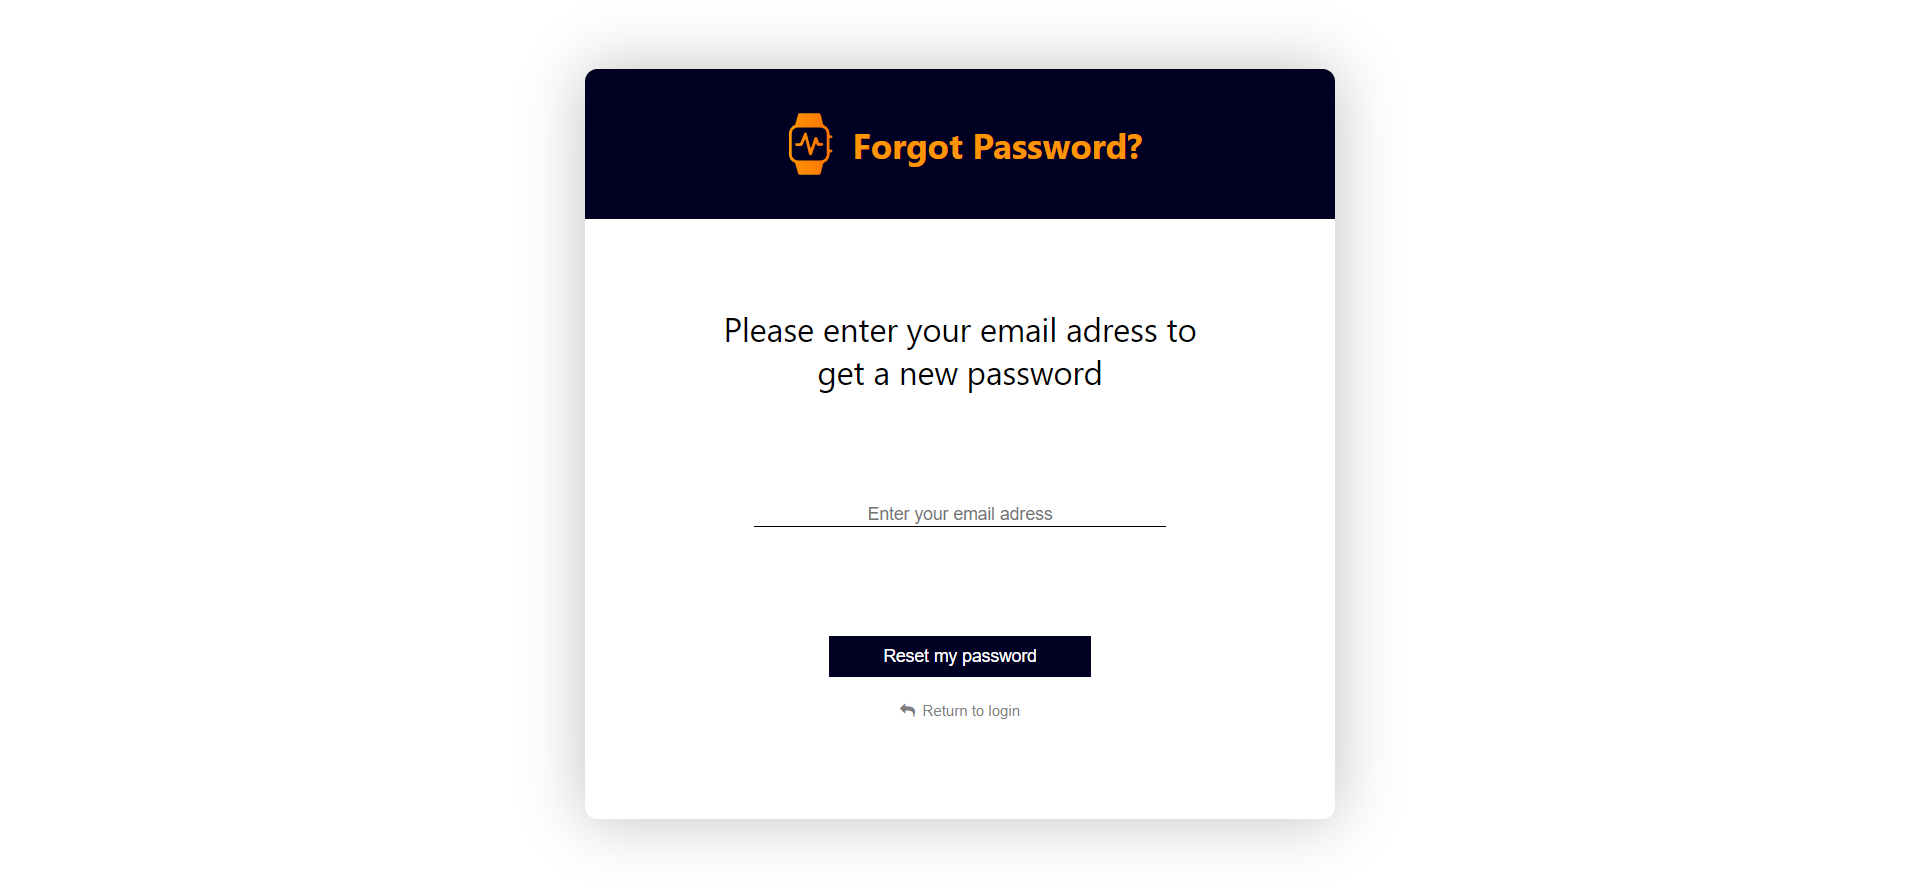 Forgot Password?
Please enter your email adress to
get a new password
Enter your email adress
Reset my password
Return to login